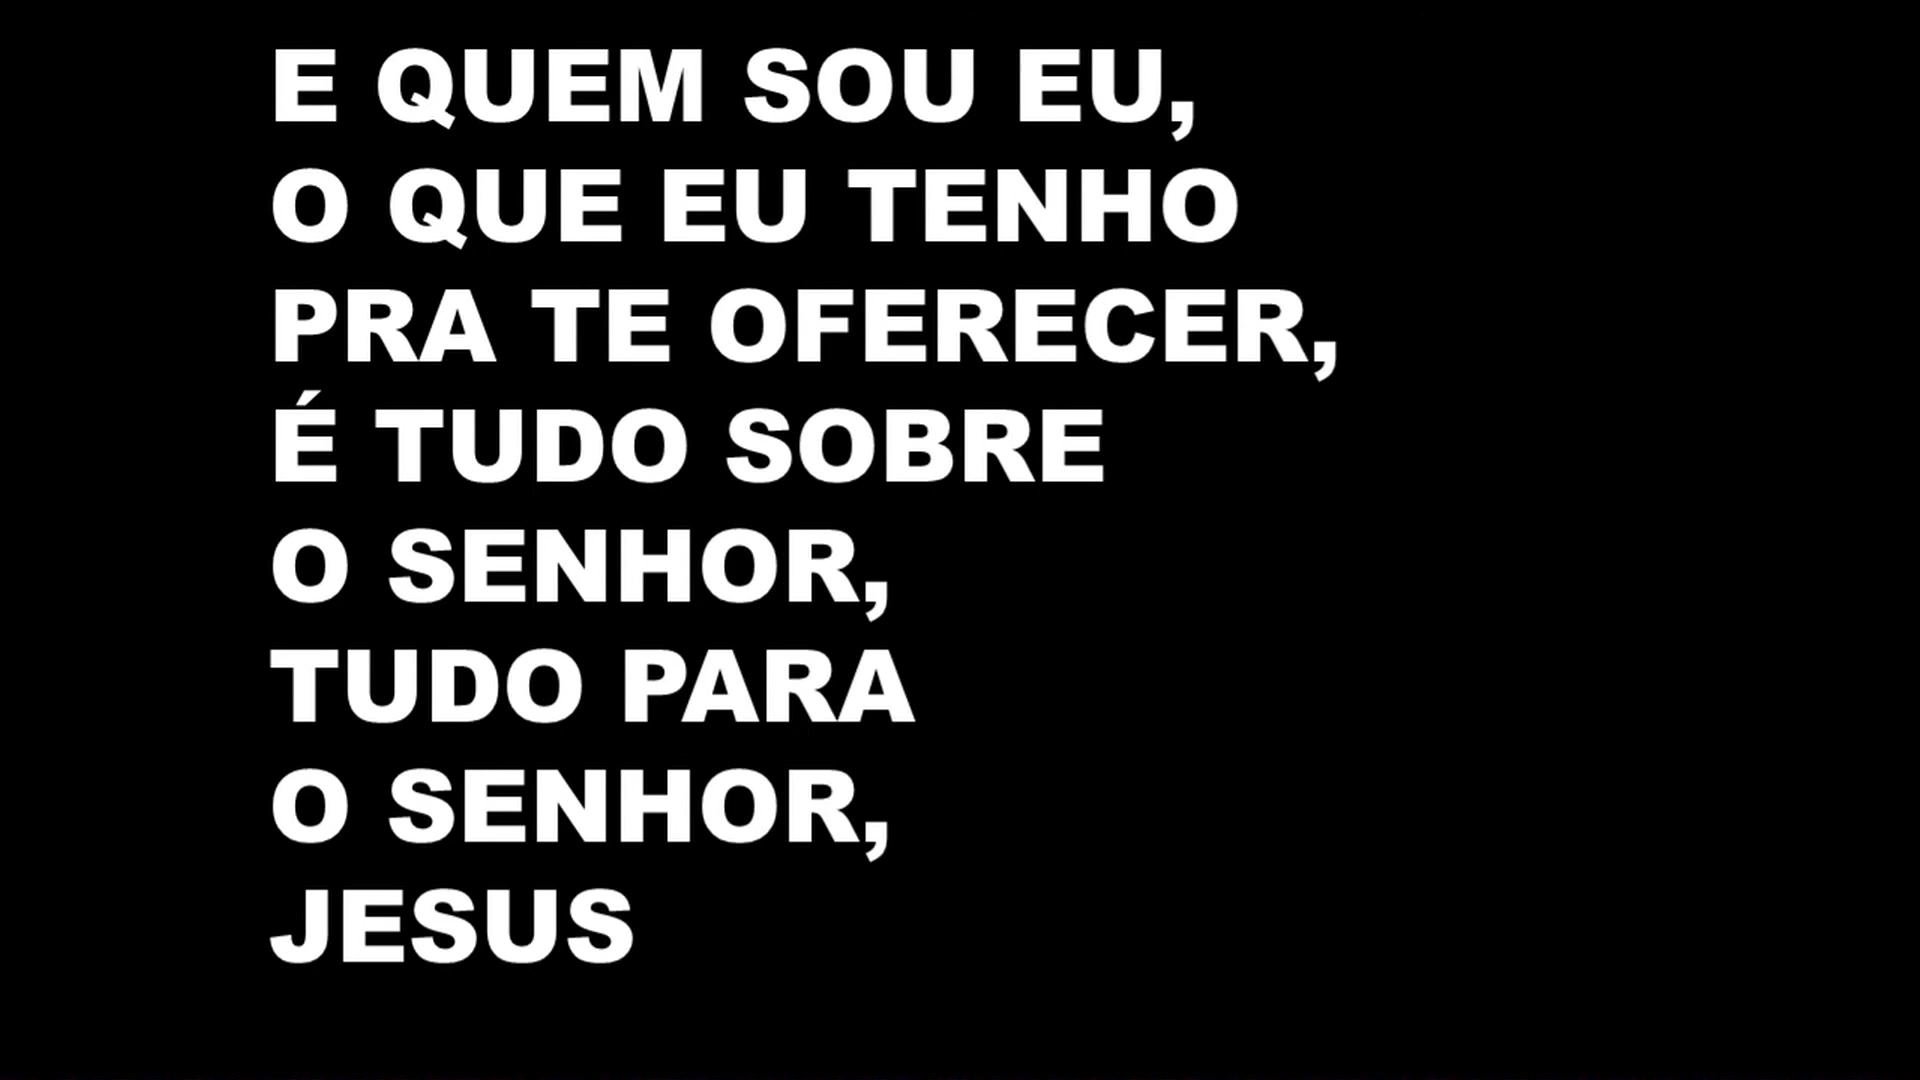 E QUEM SOU EU,
O QUE EU TENHO
PRA TE OFERECER,
É TUDO SOBRE
O SENHOR,
TUDO PARA
O SENHOR,
JESUS